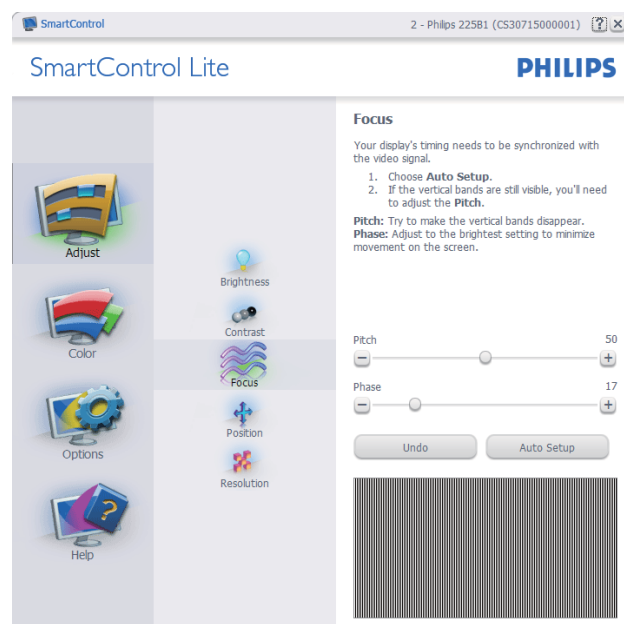 SmartControl
2 - Philips 225B1 (CS30715000001)
SmartControl Lite
PHILIPS
Adjust
Color
Options
Help
Brightness
Contrast
Focus
Position
Resolution
Focus
Your display's timing needs to be synchronized with
the video signal.
1. Choose Auto Setup.
2. If the vertical bands are still visible, you'll need
to adjust the Pitch.
Pitch: Try to make the vertical bands disappear.
Phase: Adjust to the brightest setting to minimize
movement on the screen.
Pitch 50
Phase 17
Undo
Auto Setup